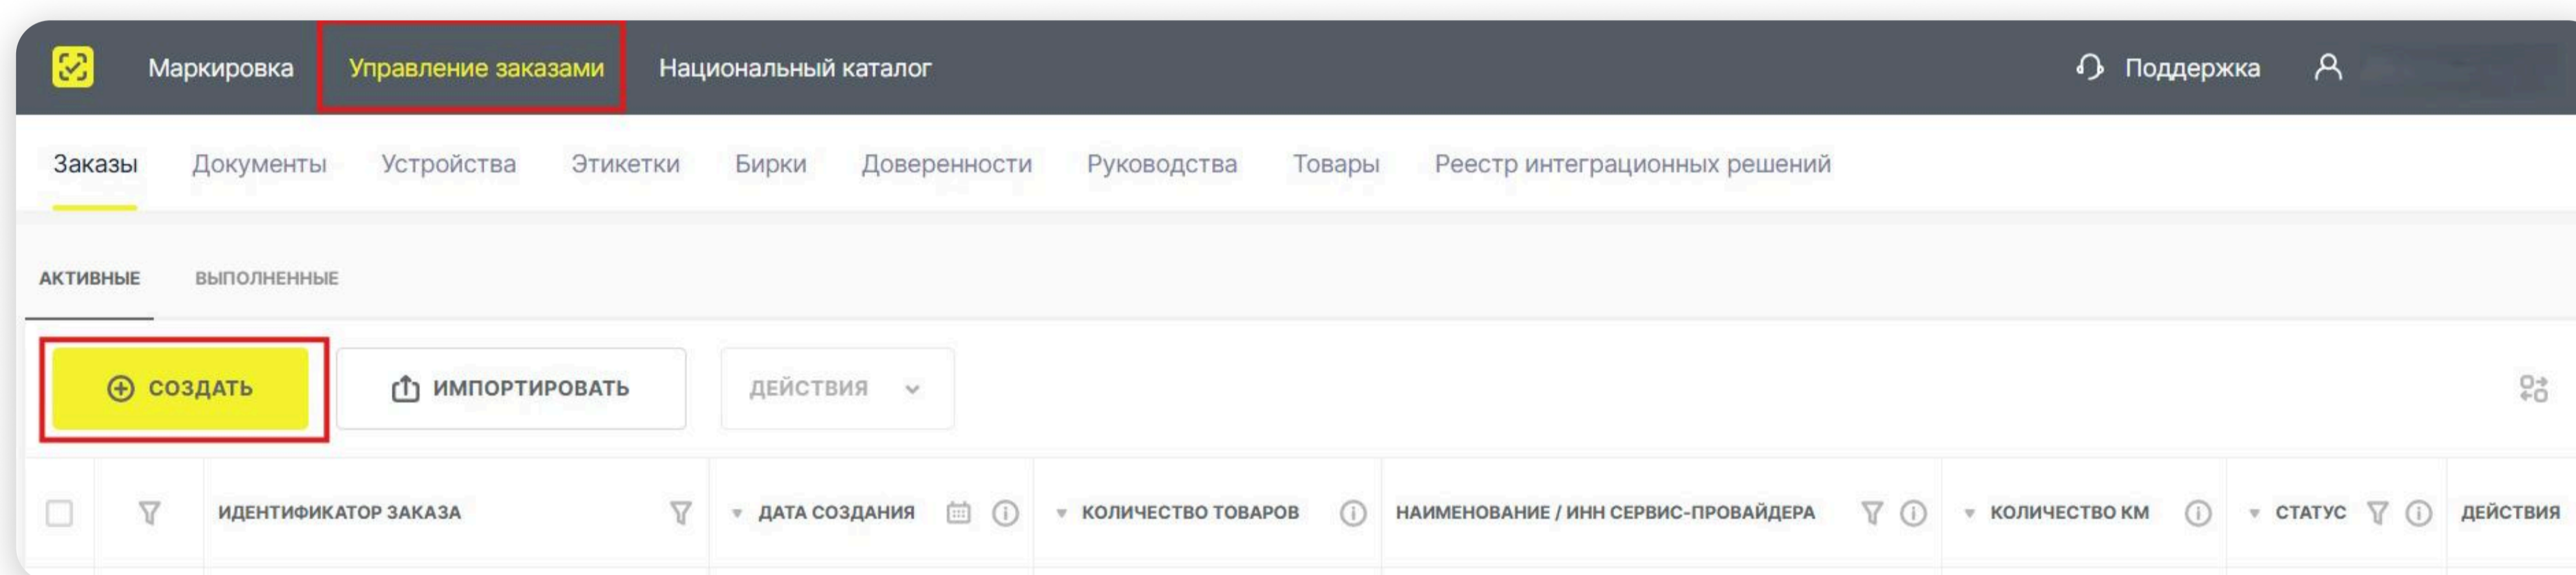 Маркировка Управление заказами Национальный каталог Поддержка
Заказы Документы Устройства Этикетки Бирки Доверенности Руководства Товары Реестр интеграционных решений
АКТИВНЫЕ ВЫПОЛНЕННЫЕ
СОЗДАТЬ ИМПОРТИРОВАТЬ ДЕЙСТВИЯ
ИДЕНТИФИКАТОР ЗАКАЗА ДАТА СОЗДАНИЯ КОЛИЧЕСТВО ТОВАРОВ НАИМЕНОВАНИЕ / ИНН СЕРВИС-ПРОВАЙДЕРА КОЛИЧЕСТВО КМ СТАТУС ДЕЙСТВИЯ